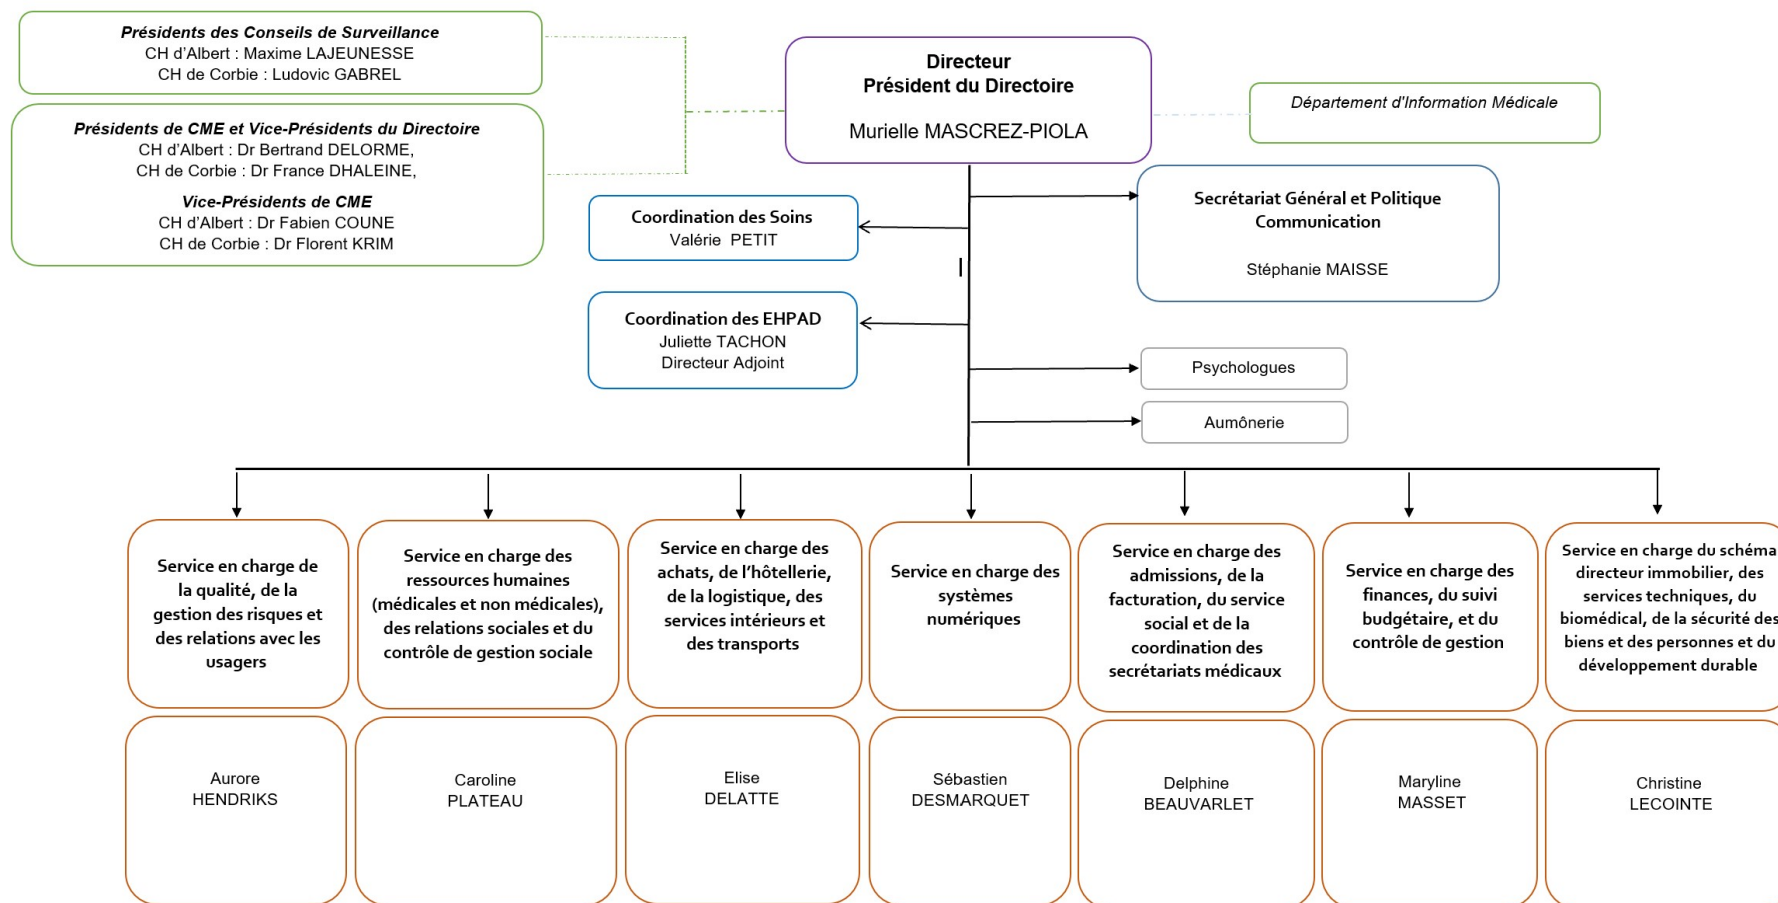 Présidents des Conseils de Surveillance
CH d'Albert : Maxime LAJEUNESSE
CH de Corbie : Ludovic GABREL
Présidents de CME et Vice-Présidents du Directoire
CH d'Albert : Dr Bertrand DELORME,
CH de Corbie : Dr France DHALEINE,
Vice-Présidents de CME
CH d'Albert : Dr Fabien COUNE
CH de Corbie : Dr Florent KRIM
Directeur
Président du Directoire
Murielle MASCREZ-PIOLA
Département d'Information Médicale
Coordination des Soins
Valérie PETIT
Secrétariat Général et Politique
Communication
Stéphanie MAISSE
Coordination des EHPAD
Juliette TACHON
Directeur Adjoint
Psychologues
Aumônerie
Service en charge de
la qualité, de la
gestion des risques et
des relations avec les
usagers
Service en charge des
ressources humaines
(médicales et non médicales),
des relations sociales et du
contrôle de gestion sociale
Service en charge des
achats, de l'hôtellerie,
de la logistique, des
services intérieurs et
des transports
Service en charge des
systèmes
numériques
Service en charge des
admissions, de la
facturation, du service
social et de la
coordination des
secrétariats médicaux
Service en charge des
finances, du suivi
budgétaire, et du
contrôle de gestion
Service en charge du schéma
directeur immobilier, des
services techniques, du
biomédical, de la sécurité des
biens et des personnes et du
développement durable
Aurore
HENDRIKS
Caroline
PLATEAU
Elise
DELATTE
Sébastien
DESMARQUET
Delphine
BEAUVARLET
Maryline
MASSET
Christine
LECOINTE